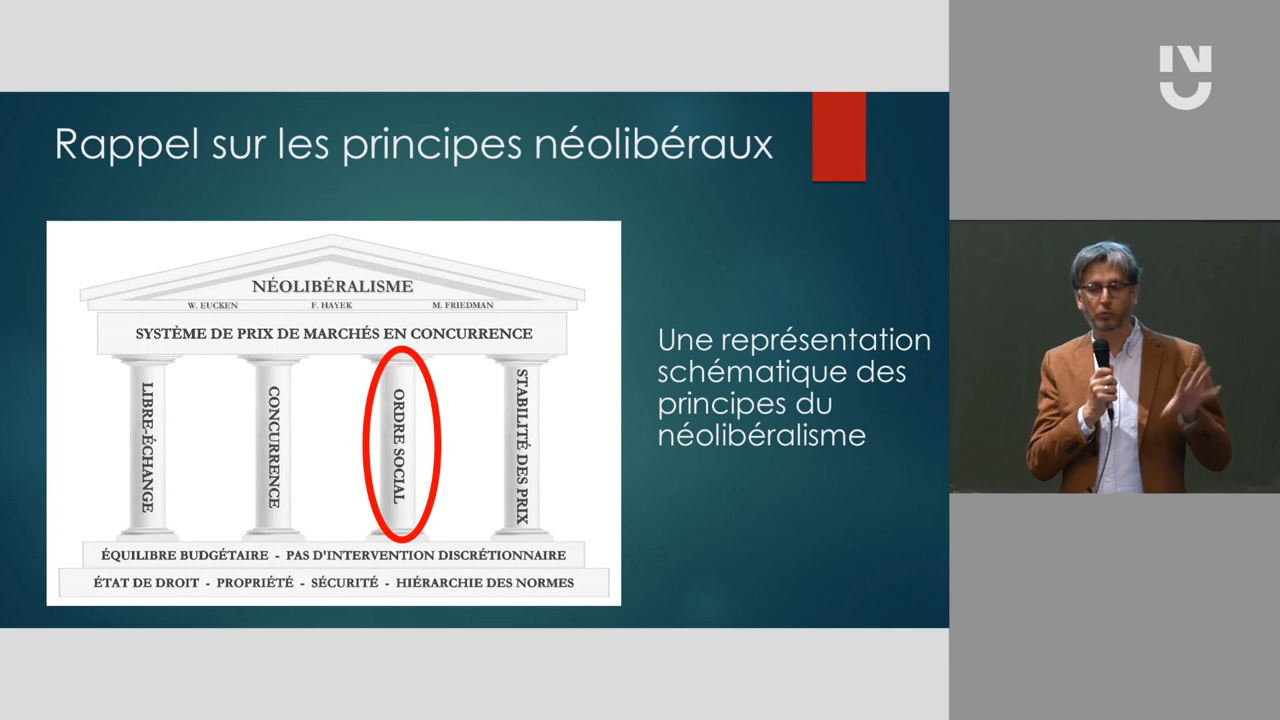 Rappel sur les principes néolibéraux
NÉOLIBÉRALISME
W. EUCKEN F. HAYEK M. FRIEDMAN
SYSTÈME DE PRIX DE MARCHÉS EN CONCURRENCE
LIBRE-ÉCHANGE
CONCURRENCE
ORDRE SOCIAL
STABILITÉ DES PRIX
ÉQUILIBRE BUDGÉTAIRE - PAS D'INTERVENTION DISCRÉTIONNAIRE
ÉTAT DE DROIT - PROPRIÉTÉ - SÉCURITÉ - HIÉRARCHIE DES NORMES
Une représentation
schématique des
principes du
néolibéralisme